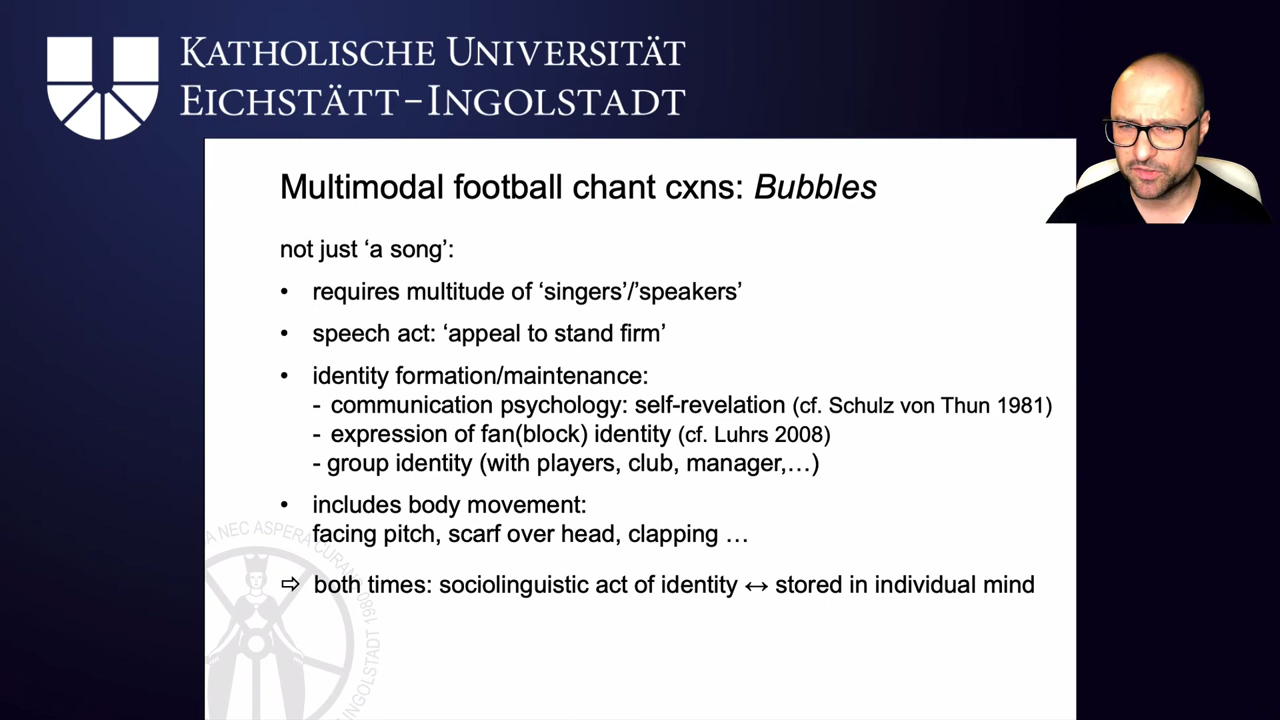 KATHOLISCHE UNIVERSITÄT
EICHSTÄTT-INGOLSTADT
Multimodal football chant cxns: Bubbles
not just ‘a song’:
• requires multitude of ‘singers’/’speakers’
• speech act: ‘appeal to stand firm’
• identity formation/maintenance:
- communication psychology: self-revelation (cf. Schulz von Thun 1981)
- expression of fan(block) identity (cf. Luhrs 2008)
- group identity (with players, club, manager,…)
• includes body movement:
facing pitch, scarf over head, clapping …
⇨ both times: sociolinguistic act of identity ↔ stored in individual mind
NEC ASPERA
INGOLSTADT